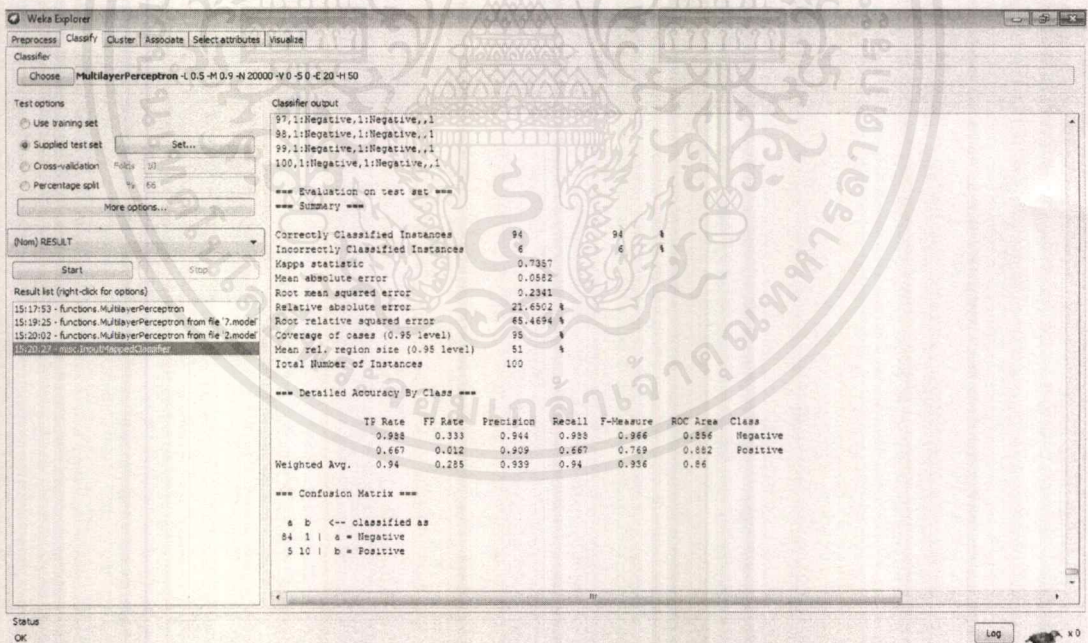 Weka Explorer
Preprocess Classify Cluster Associate Select attributes Visualize
Classifier
Choose MultilayerPerceptron -L 0.5 -M 0.9 -N 20000 -V 0 -S 0 -E 20 -H 50
Test options
Use training set
Supplied test set Set...
Cross-validation Folds 10
Percentage split % 66
More options...
(Nom) RESULT
Start Stop
Result list (right-click for options)
15:17:53 - functions.MultilayerPerceptron
15:19:25 - functions.MultilayerPerceptron from file '7.model'
15:20:02 - functions.MultilayerPerceptron from file '2.model'
15:20:27 - misc.InputMappedClassifier
Classifier output
97,1:Negative,1:Negative,,1
98,1:Negative,1:Negative,,1
99,1:Negative,1:Negative,,1
100,1:Negative,1:Negative,,1
=== Evaluation on test set ===
=== Summary ===
Correctly Classified Instances 94 94 %
Incorrectly Classified Instances 6 6 %
Kappa statistic 0.7357
Mean absolute error 0.0582
Root mean squared error 0.2341
Relative absolute error 21.6502 %
Root relative squared error 65.4694 %
Coverage of cases (0.95 level) 95 %
Mean rel. region size (0.95 level) 51 %
Total Number of Instances 100
=== Detailed Accuracy By Class ===
TP Rate FP Rate Precision Recall F-Measure ROC Area Class
0.988 0.333 0.944 0.988 0.966 0.856 Negative
0.667 0.012 0.909 0.667 0.769 0.882 Positive
Weighted Avg. 0.94 0.285 0.939 0.94 0.936 0.86
=== Confusion Matrix ===
a b <-- classified as
84 1 | a = Negative
5 10 | b = Positive
Status
OK
Log
x 0